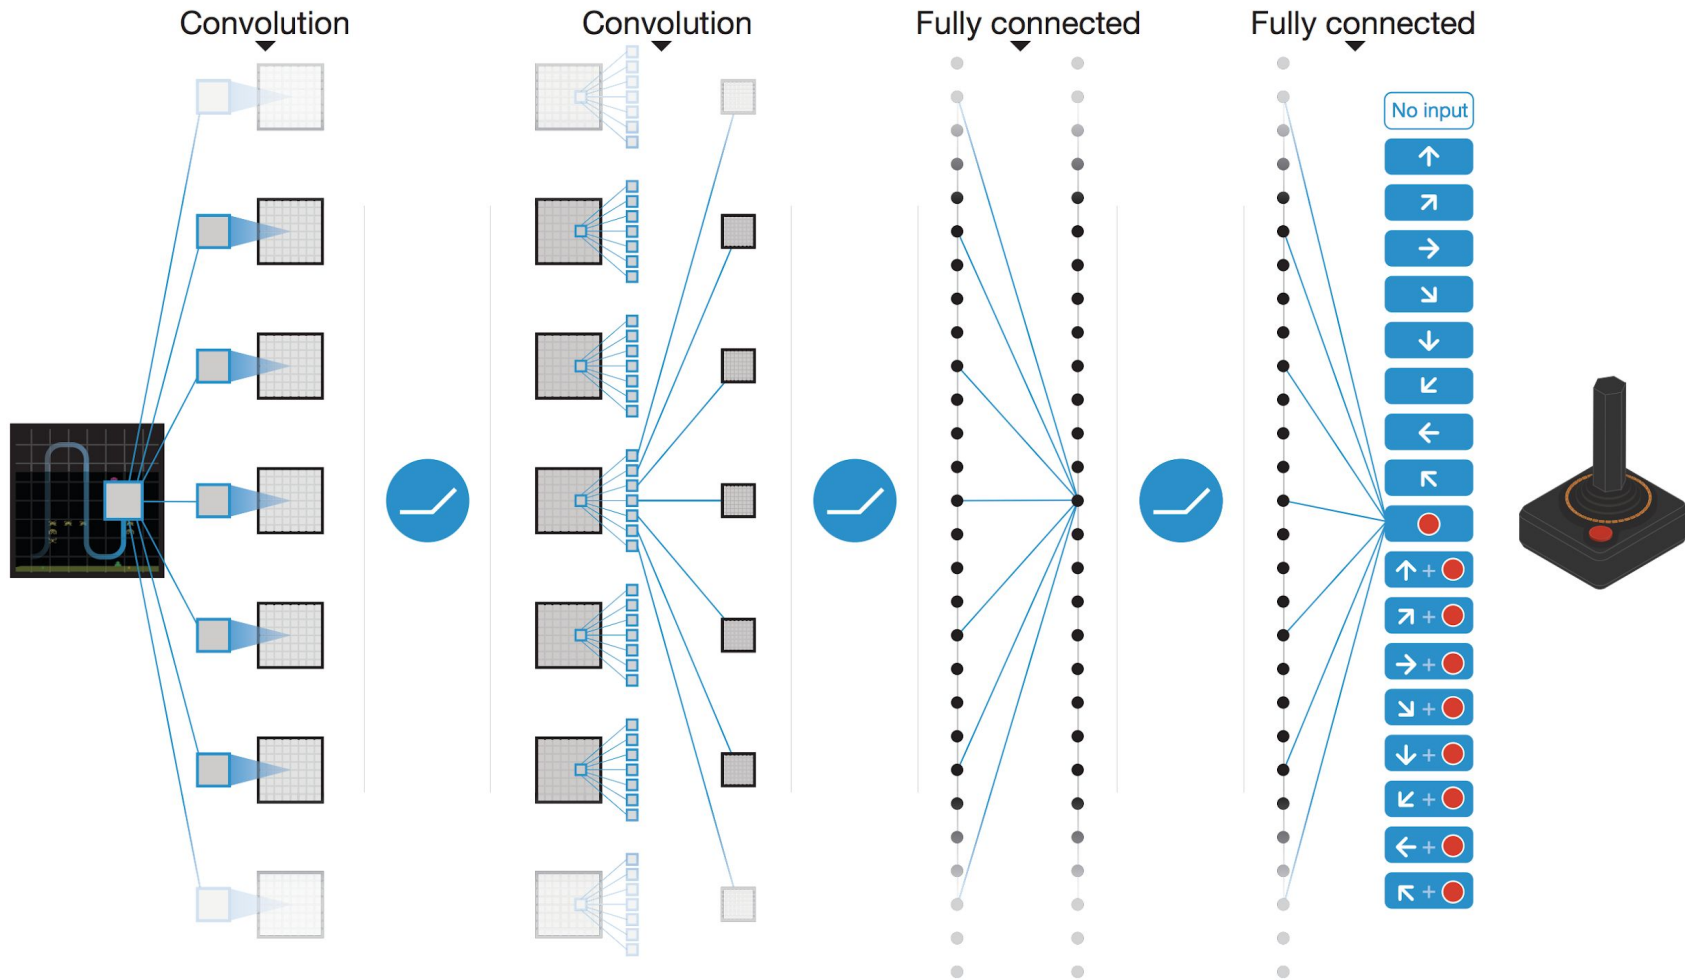 Convolution
Convolution
Fully connected
Fully connected
No input
+
+
+
+
+
+
+
+